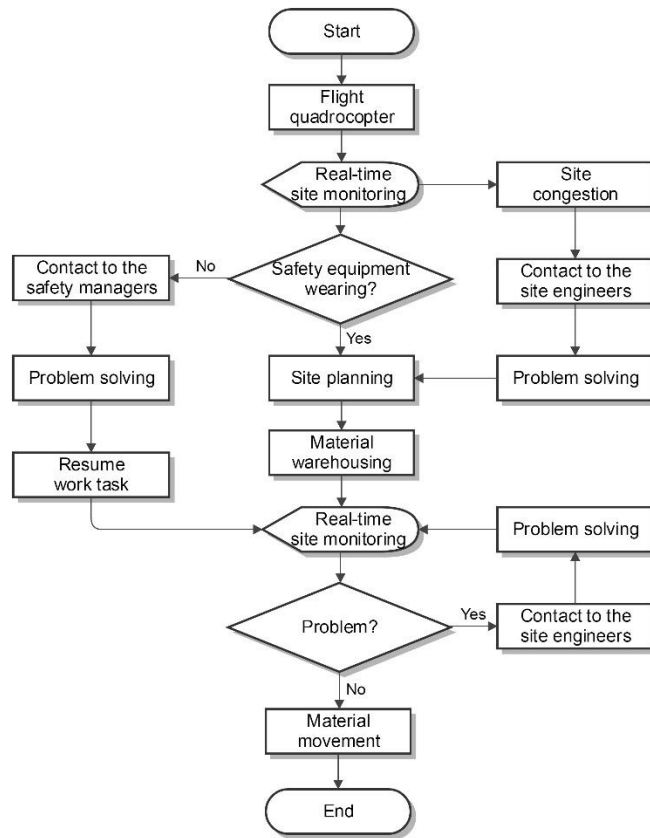 Start
Flight
quadrocopter
Real-time
site monitoring
Site
congestion
Safety equipment
wearing?
No
Contact to the
safety managers
Contact to the
site engineers
Yes
Problem solving
Site planning
Problem solving
Material
warehousing
Resume
work task
Real-time
site monitoring
Problem solving
Problem?
Yes
Contact to the
site engineers
No
Material
movement
End